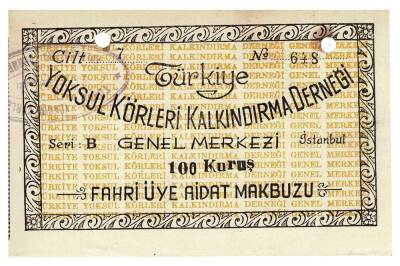 Cilt 7 No 648
Türkiye
YOKSUL KÖRLERİ KALKINDIRMA DERNEĞİ
Seri: B GENEL MERKEZİ İstanbul
100 Kuruş
FAHRİ ÜYE AİDAT MAKBUZU